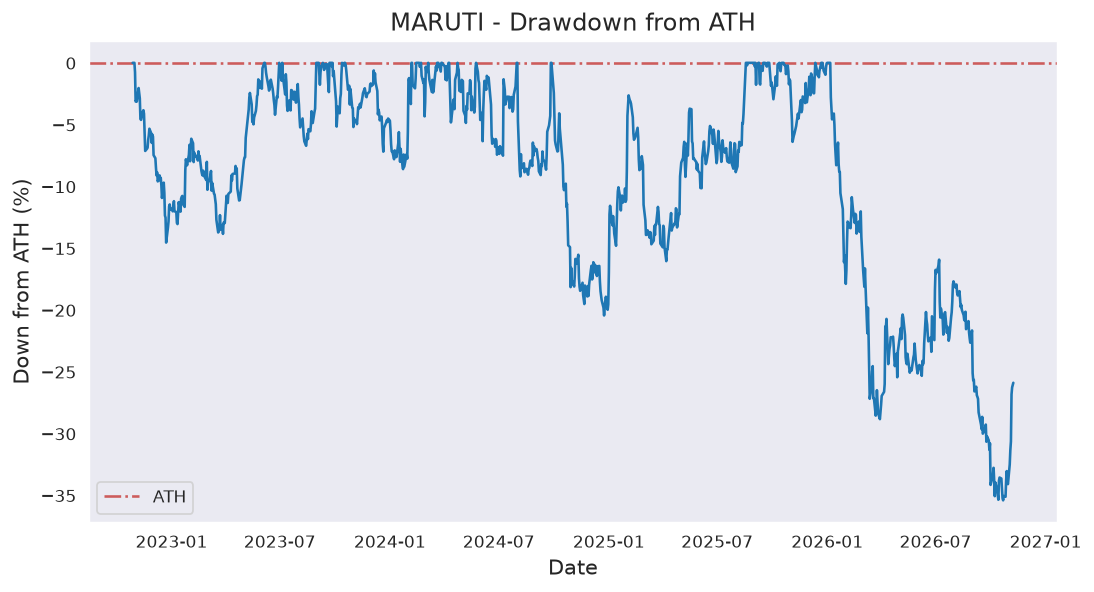 MARUTI - Drawdown from ATH
Down from ATH (%)
0
−5
−10
−15
−20
−25
−30
−35
ATH
2023-01 2023-07 2024-01 2024-07 2025-01 2025-07 2026-01 2026-07 2027-01
Date